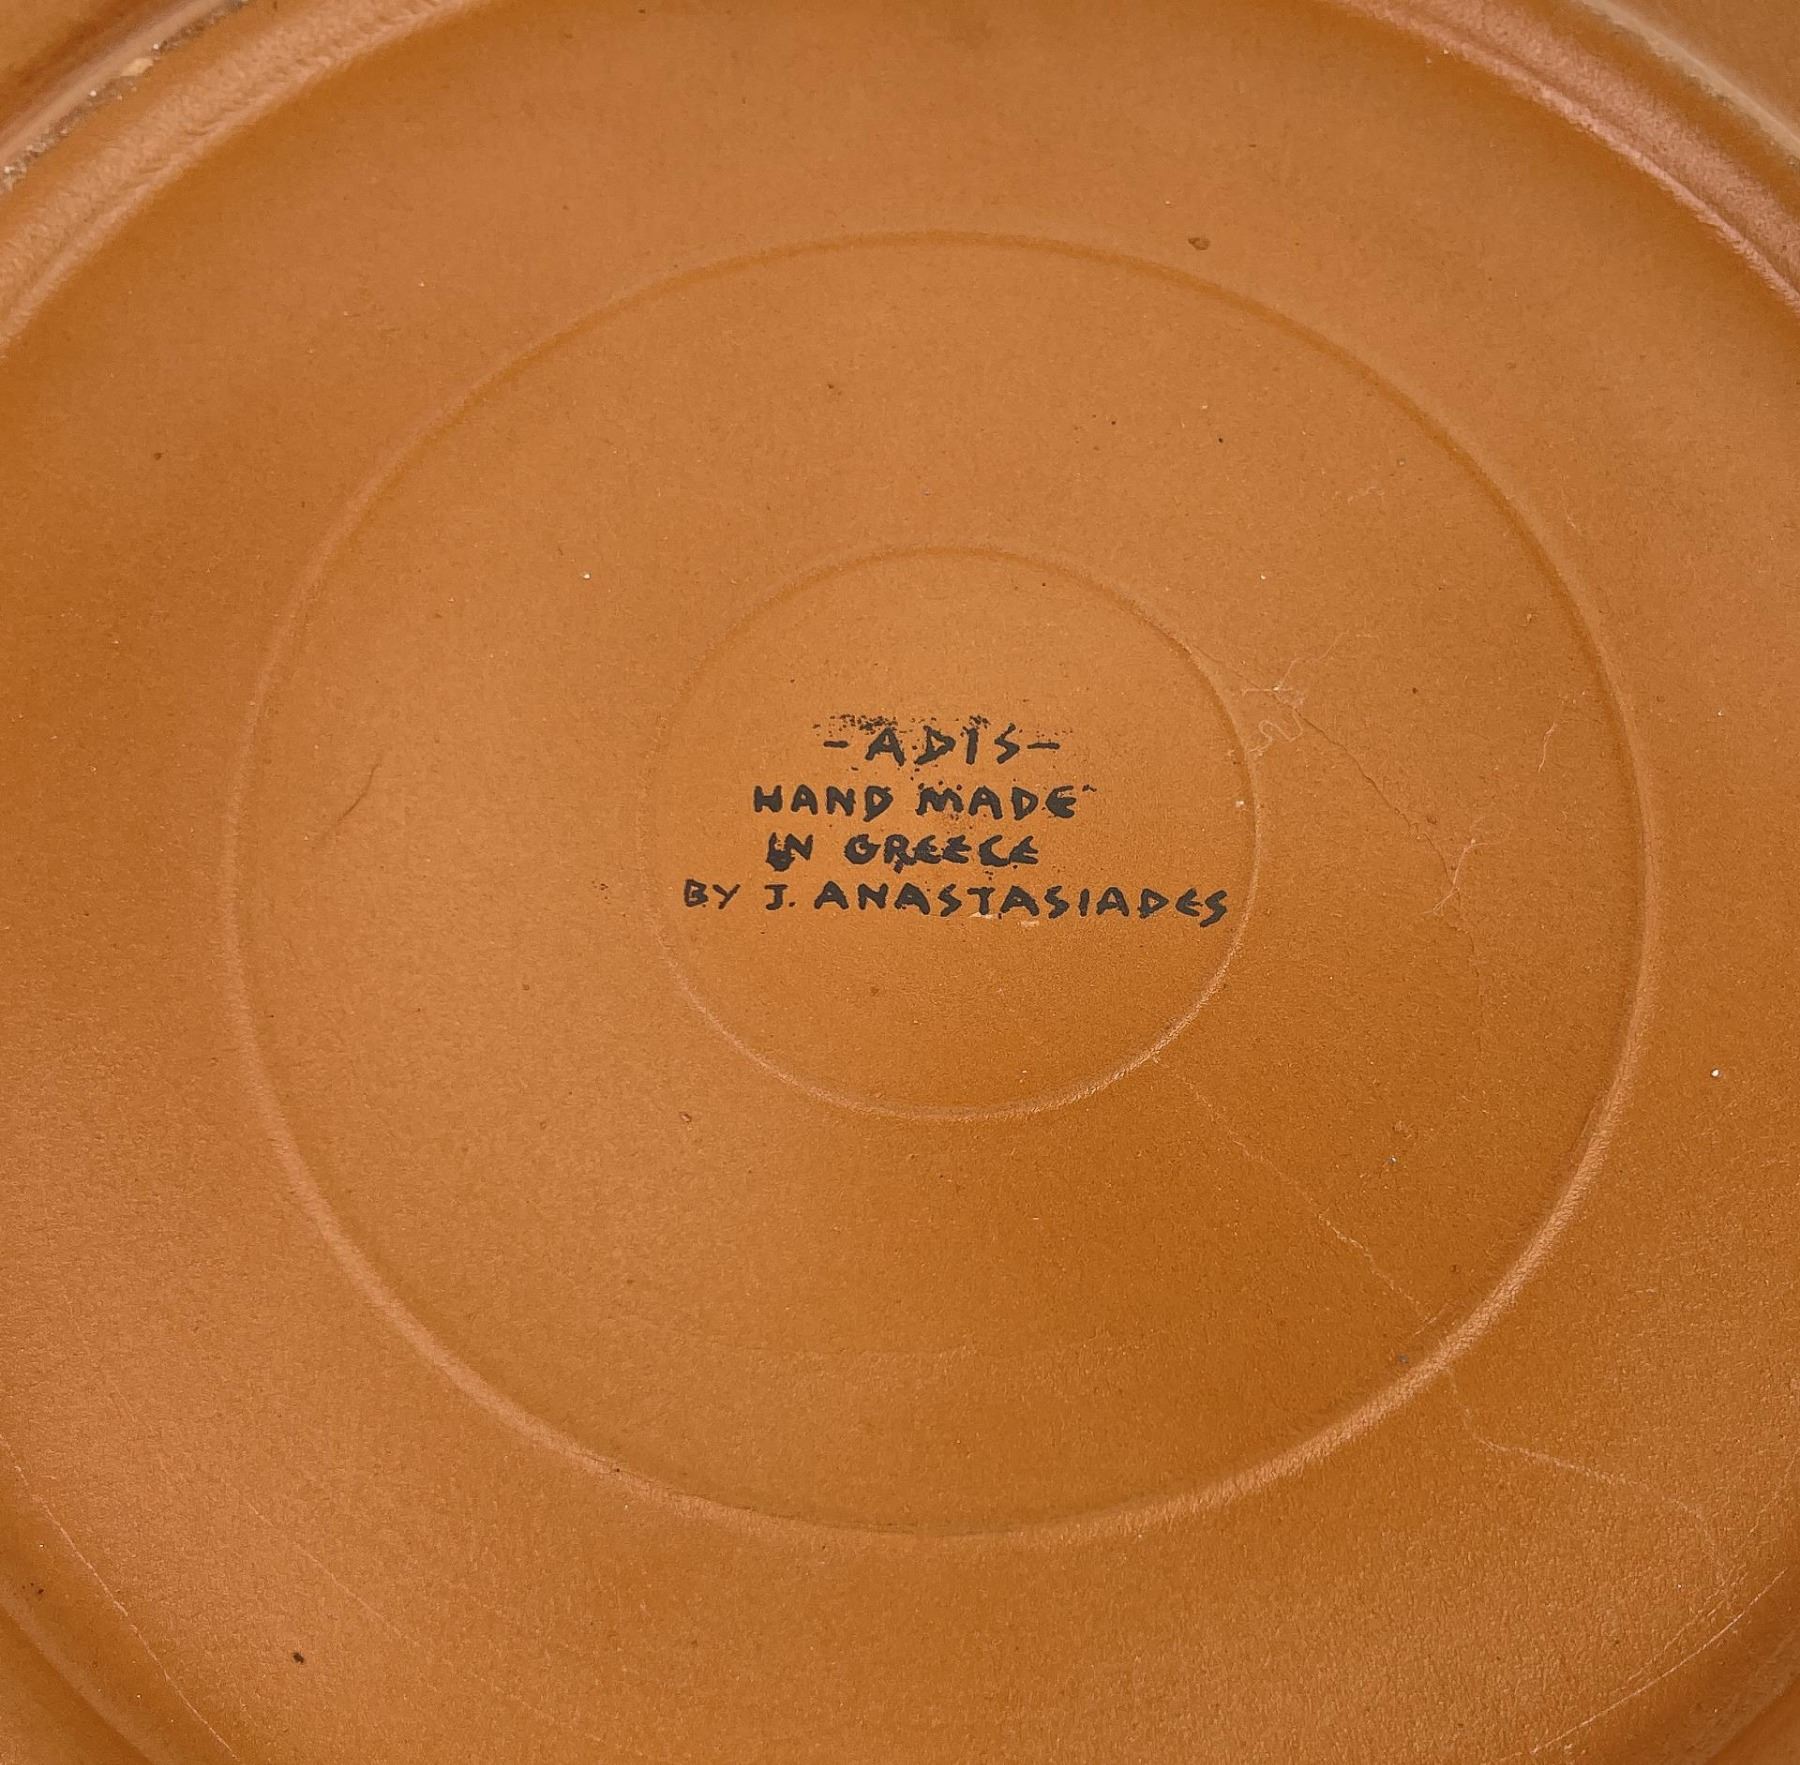 -ADIS-
HAND MADE
IN GREECE
BY J. ANASTASIADES